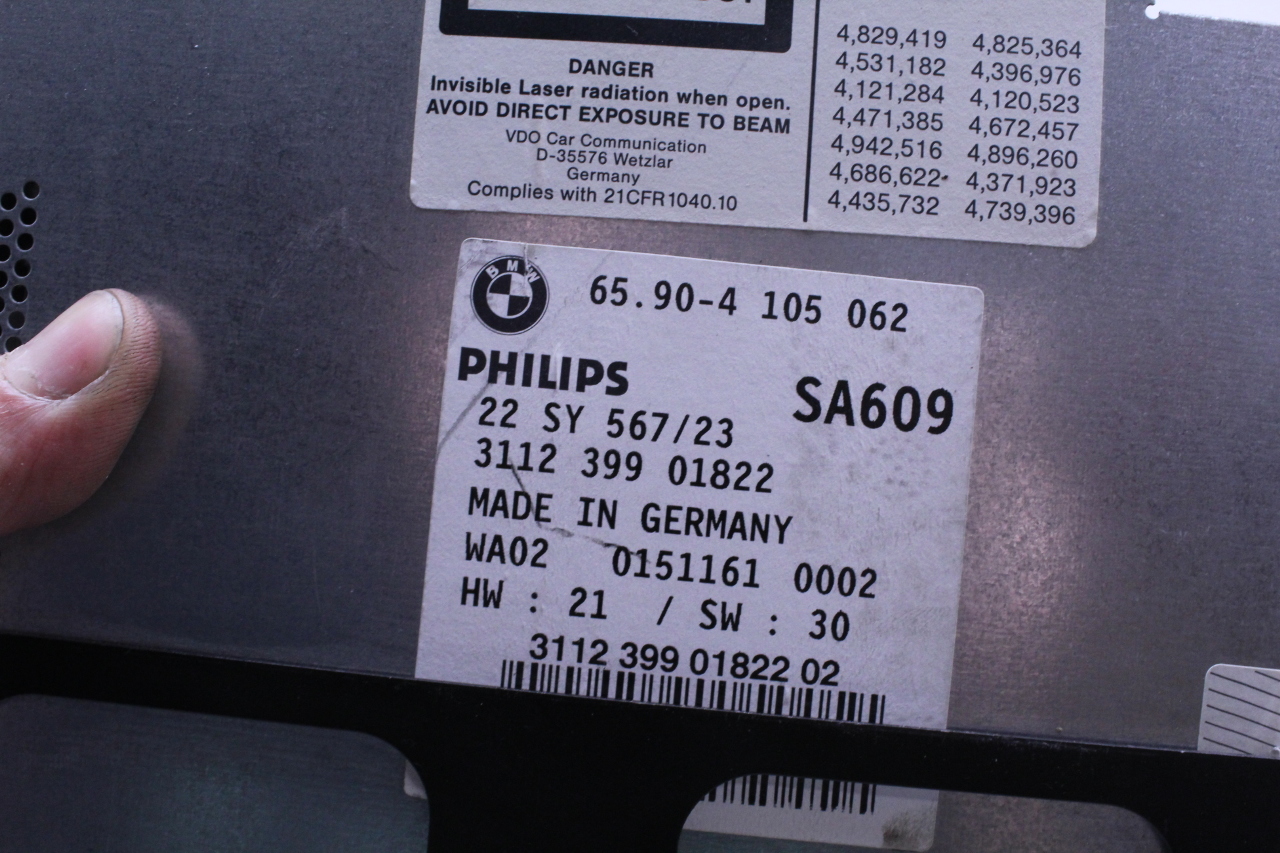 DANGER
Invisible Laser radiation when open.
AVOID DIRECT EXPOSURE TO BEAM
VDO Car Communication
D-35576 Wetzlar
Germany
Complies with 21CFR1040.10
4,829,419 4,825,364
4,531,182 4,396,976
4,121,284 4,120,523
4,471,385 4,672,457
4,942,516 4,896,260
4,686,622 4,371,923
4,435,732 4,739,396
BMW
65.90-4 105 062
PHILIPS
SA609
22 SY 567/23
3112 399 01822
MADE IN GERMANY
WA02 0151161 0002
HW : 21 / SW : 30
3112 399 01822 02